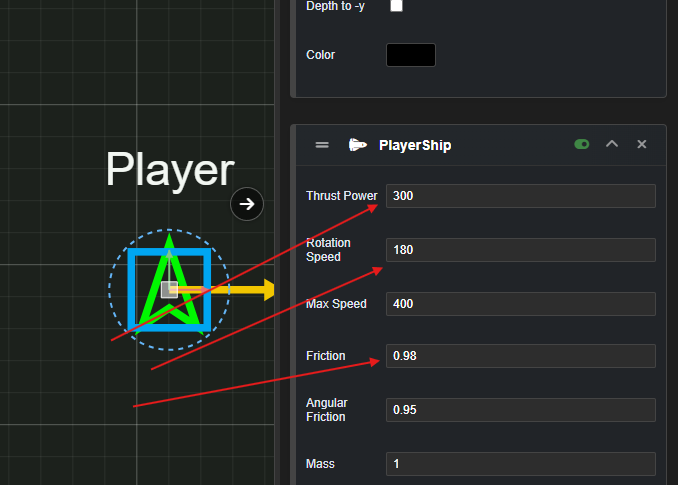 Depth to -y
Color
Player
PlayerShip
Thrust Power 300
Rotation
Speed 180
Max Speed 400
Friction 0.98
Angular
Friction 0.95
Mass 1